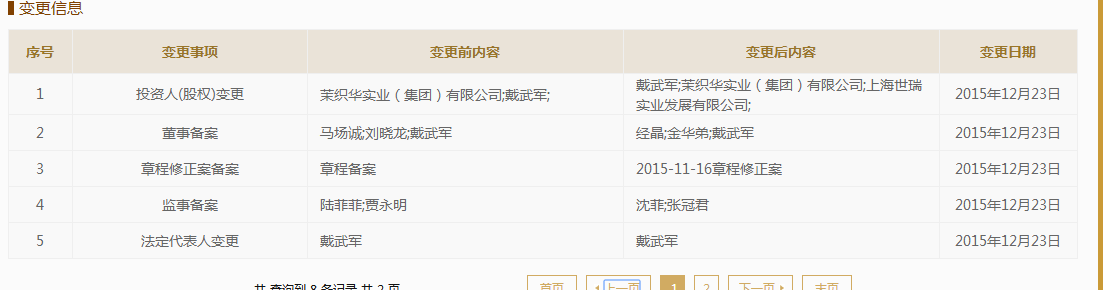 变更信息
序号 变更事项 变更前内容 变更后内容 变更日期
1 投资人(股权)变更 茉织华实业（集团）有限公司;戴武军; 戴武军;茉织华实业（集团）有限公司;上海世瑞
实业发展有限公司; 2015年12月23日
2 董事备案 马场诚;刘晓龙;戴武军 经晶;金华弟;戴武军 2015年12月23日
3 章程修正案备案 章程备案 2015-11-16章程修正案 2015年12月23日
4 监事备案 陆菲菲;贾永明 沈菲;张冠君 2015年12月23日
5 法定代表人变更 戴武军 戴武军 2015年12月23日
共 查询到 8 条记录 共 2 页 首页 上一页 1 2 下一页 末页